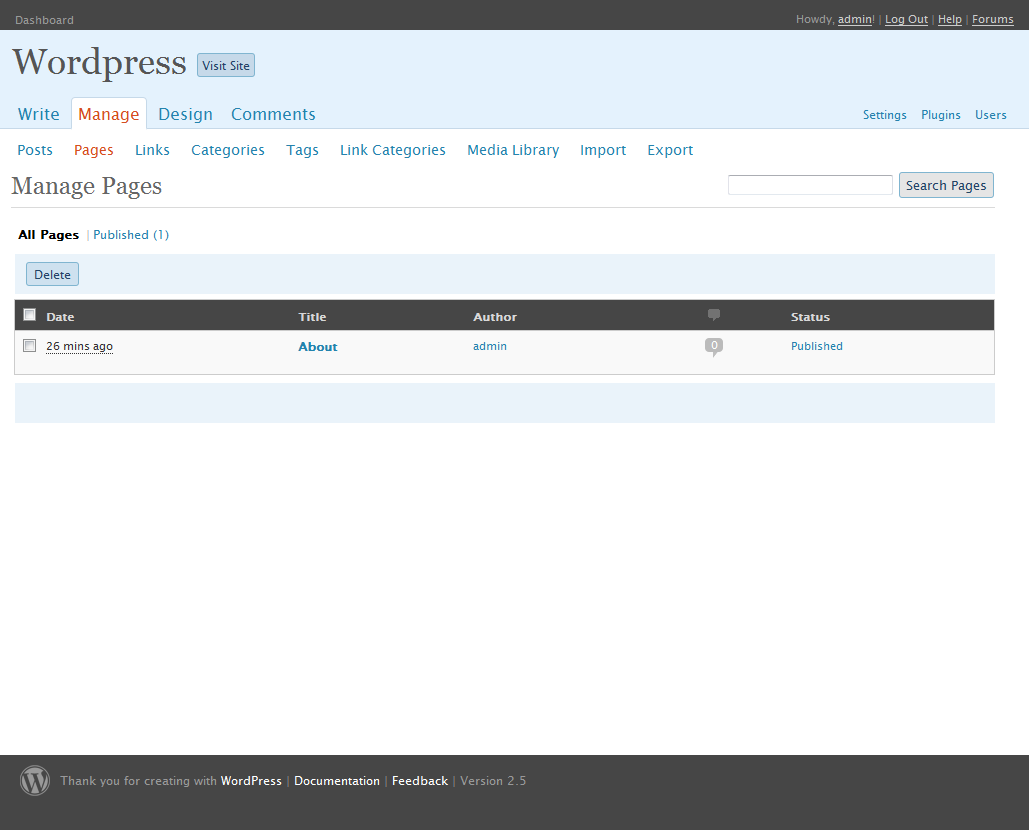 Dashboard Howdy, admin! | Log Out | Help | Forums
Wordpress Visit Site
Write Manage Design Comments Settings Plugins Users
Posts Pages Links Categories Tags Link Categories Media Library Import Export
Manage Pages Search Pages
All Pages | Published (1)
Delete
Date Title Author Status
26 mins ago About admin 0 Published
Thank you for creating with WordPress | Documentation | Feedback | Version 2.5